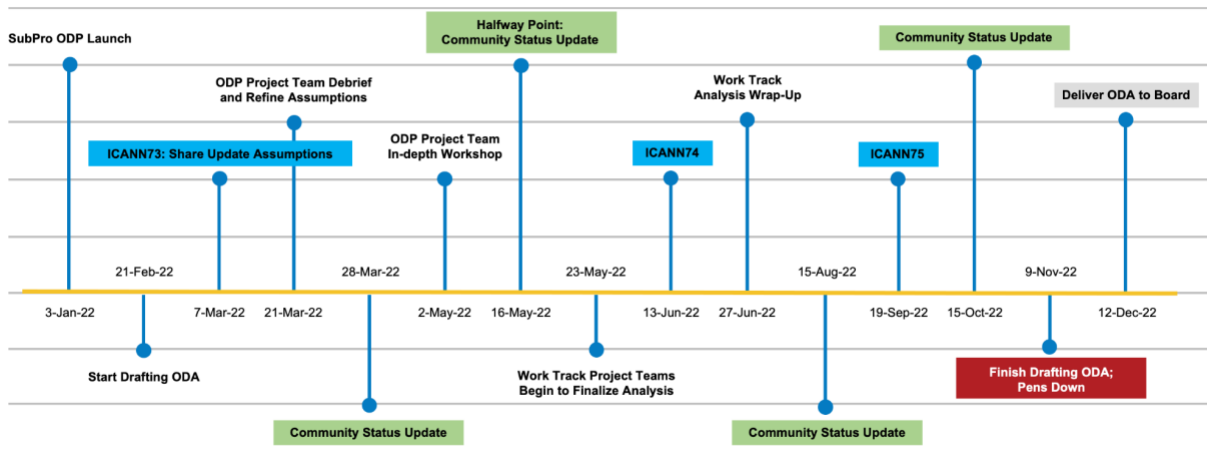 Halfway Point:
Community Status Update
SubPro ODP Launch
Community Status Update
ODP Project Team Debrief
and Refine Assumptions
Work Track
Analysis Wrap-Up
Deliver ODA to Board
ICANN73: Share Update Assumptions
ODP Project Team
In-depth Workshop
ICANN74
ICANN75
21-Feb-22
28-Mar-22
23-May-22
15-Aug-22
9-Nov-22
3-Jan-22
7-Mar-22
21-Mar-22
2-May-22
16-May-22
13-Jun-22
27-Jun-22
19-Sep-22
15-Oct-22
12-Dec-22
Start Drafting ODA
Work Track Project Teams
Begin to Finalize Analysis
Finish Drafting ODA;
Pens Down
Community Status Update
Community Status Update